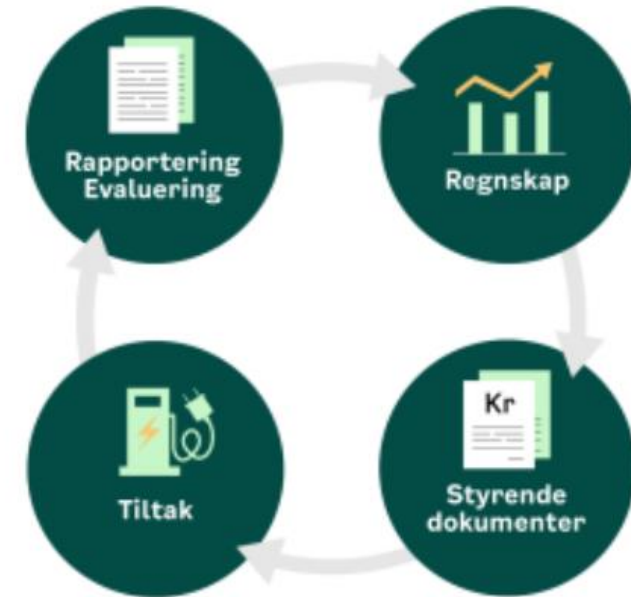 Rapportering
Evaluering
Regnskap
Kr
Styrende
dokumenter
Tiltak